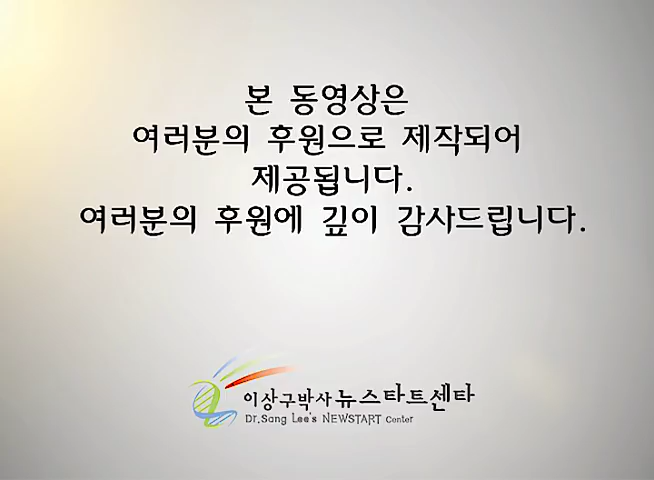 본 동영상은
여러분의 후원으로 제작되어
제공됩니다.
여러분의 후원에 깊이 감사드립니다.
이상구박사 뉴스타트센타
Dr.Sang Lee's NEWSTART Center